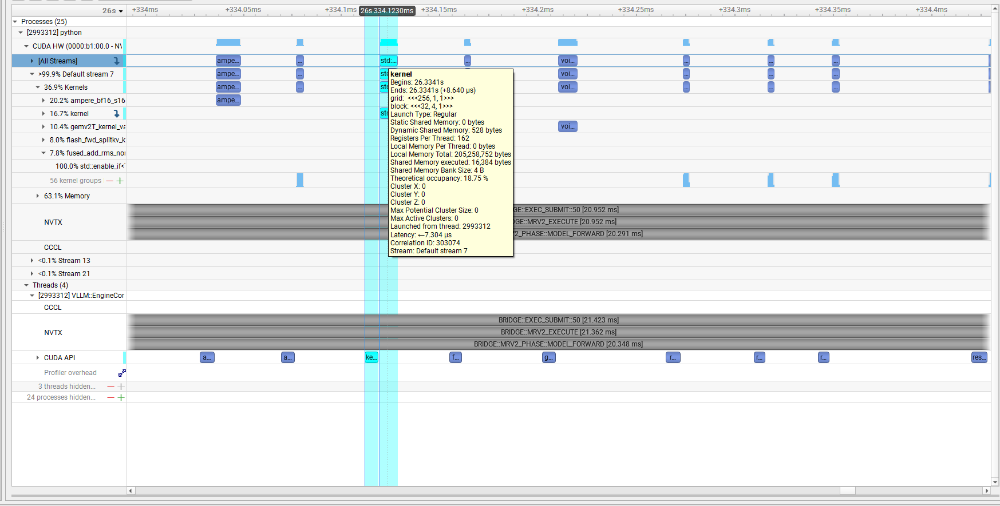 26s
+334ms +334.05ms +334.1ms 26s 334.1230ms +334.15ms +334.2ms +334.25ms +334.3ms +334.35ms +334.4ms
Processes (25)
[2993312] python
CUDA HW (0000:b1:00.0 - NV
[All Streams] ampe... ... std:... ... voi... ... ... ...
>99.9% Default stream 7 ampe... ... voi... ... ... ...
36.9% Kernels ampe... ... voi... ... ... ...
20.2% ampere_bf16_s16 ampe...
16.7% kernel
10.4% gemv2T_kernel_va voi...
8.0% flash_fwd_splitkv_k
7.8% fused_add_rms_nor
100.0% std::enable_if<
56 kernel groups
63.1% Memory
kernel
Begins: 26.3341s
Ends: 26.3341s (+8.640 μs)
grid: <<<256, 1, 1>>>
block: <<<32, 4, 1>>>
Launch Type: Regular
Static Shared Memory: 0 bytes
Dynamic Shared Memory: 528 bytes
Registers Per Thread: 162
Local Memory Per Thread: 0 bytes
Local Memory Total: 205,258,752 bytes
Shared Memory executed: 16,384 bytes
Shared Memory Bank Size: 4 B
Theoretical occupancy: 18.75 %
Cluster X: 0
Cluster Y: 0
Cluster Z: 0
Max Potential Cluster Size: 0
Max Active Clusters: 0
Launched from thread: 2993312
Latency: ←7.304 μs
Correlation ID: 303074
Stream: Default stream 7
NVTX
GE::EXEC_SUBMIT::50 [20.952 ms]
DGE::MRV2_EXECUTE [20.952 ms]
V2_PHASE::MODEL_FORWARD [20.291 ms]
CCCL
<0.1% Stream 13
<0.1% Stream 21
Threads (4)
[2993312] VLLM::EngineCor
CCCL
NVTX
BRIDGE::EXEC_SUBMIT::50 [21.423 ms]
BRIDGE::MRV2_EXECUTE [21.362 ms]
BRIDGE::MRV2_PHASE::MODEL_FORWARD [20.348 ms]
CUDA API a... a... ke... f... g... r... r... r... res...
Profiler overhead
3 threads hidden...
24 processes hidden...